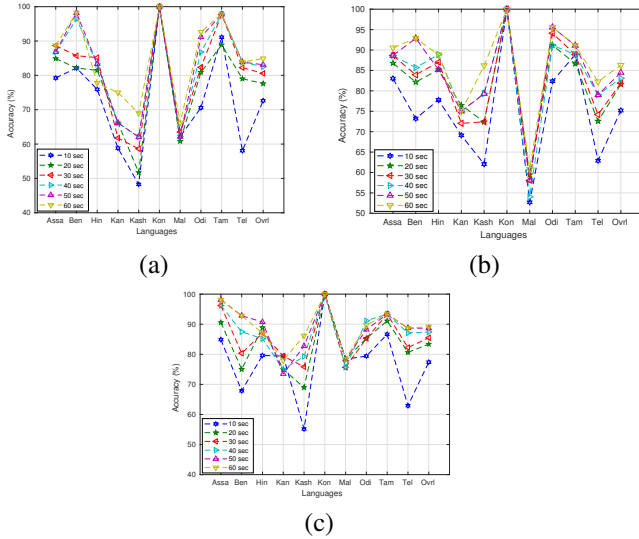 100
90
80
70
60
50
40
Accuracy (%)
10 sec
20 sec
30 sec
40 sec
50 sec
60 sec
Assa Ben Hin Kan Kash Kon Mal Odi Tam Tel Ovrl
Languages
(a)
100
95
90
85
80
75
70
65
60
55
50
Accuracy (%)
10 sec
20 sec
30 sec
40 sec
50 sec
60 sec
Assa Ben Hin Kan Kash Kon Mal Odi Tam Tel Ovrl
Languages
(b)
100
90
80
70
60
50
40
Accuracy (%)
10 sec
20 sec
30 sec
40 sec
50 sec
60 sec
Assa Ben Hin Kan Kash Kon Mal Odi Tam Tel Ovrl
Languages
(c)